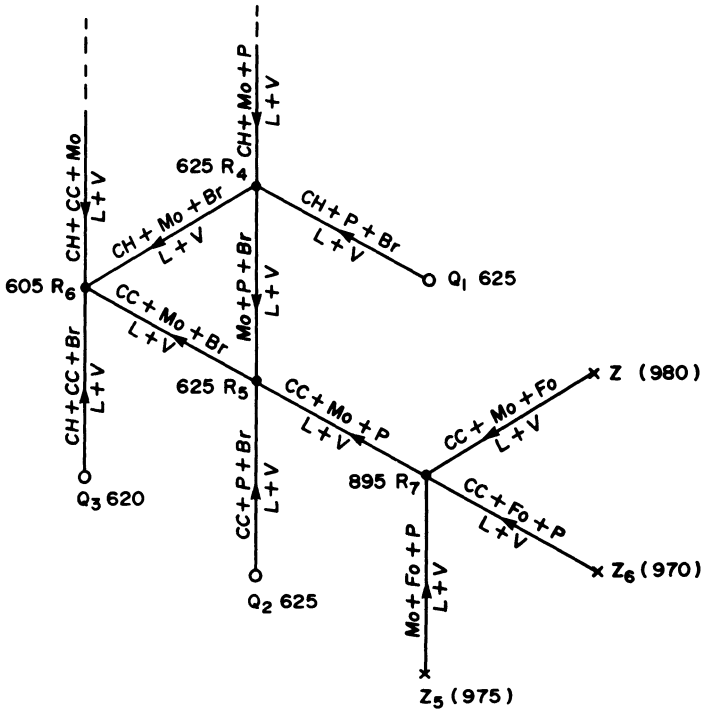 CH+Mo+P
L+V
625 R4
CH+CC+Mo
L+V
CH+Mo+Br
L+V
CH+P+Br
L+V
Mo+P+Br
L+V
Q1 625
605 R6
CC+Mo+Br
L+V
CH+CC+Br
L+V
625 R5
CC+Mo+P
L+V
CC+Mo+Fo
L+V
Z (980)
Q3 620
CC+P+Br
L+V
895 R7
CC+Fo+P
L+V
Z6 (970)
Mo+Fo+P
L+V
Q2 625
Z5 (975)